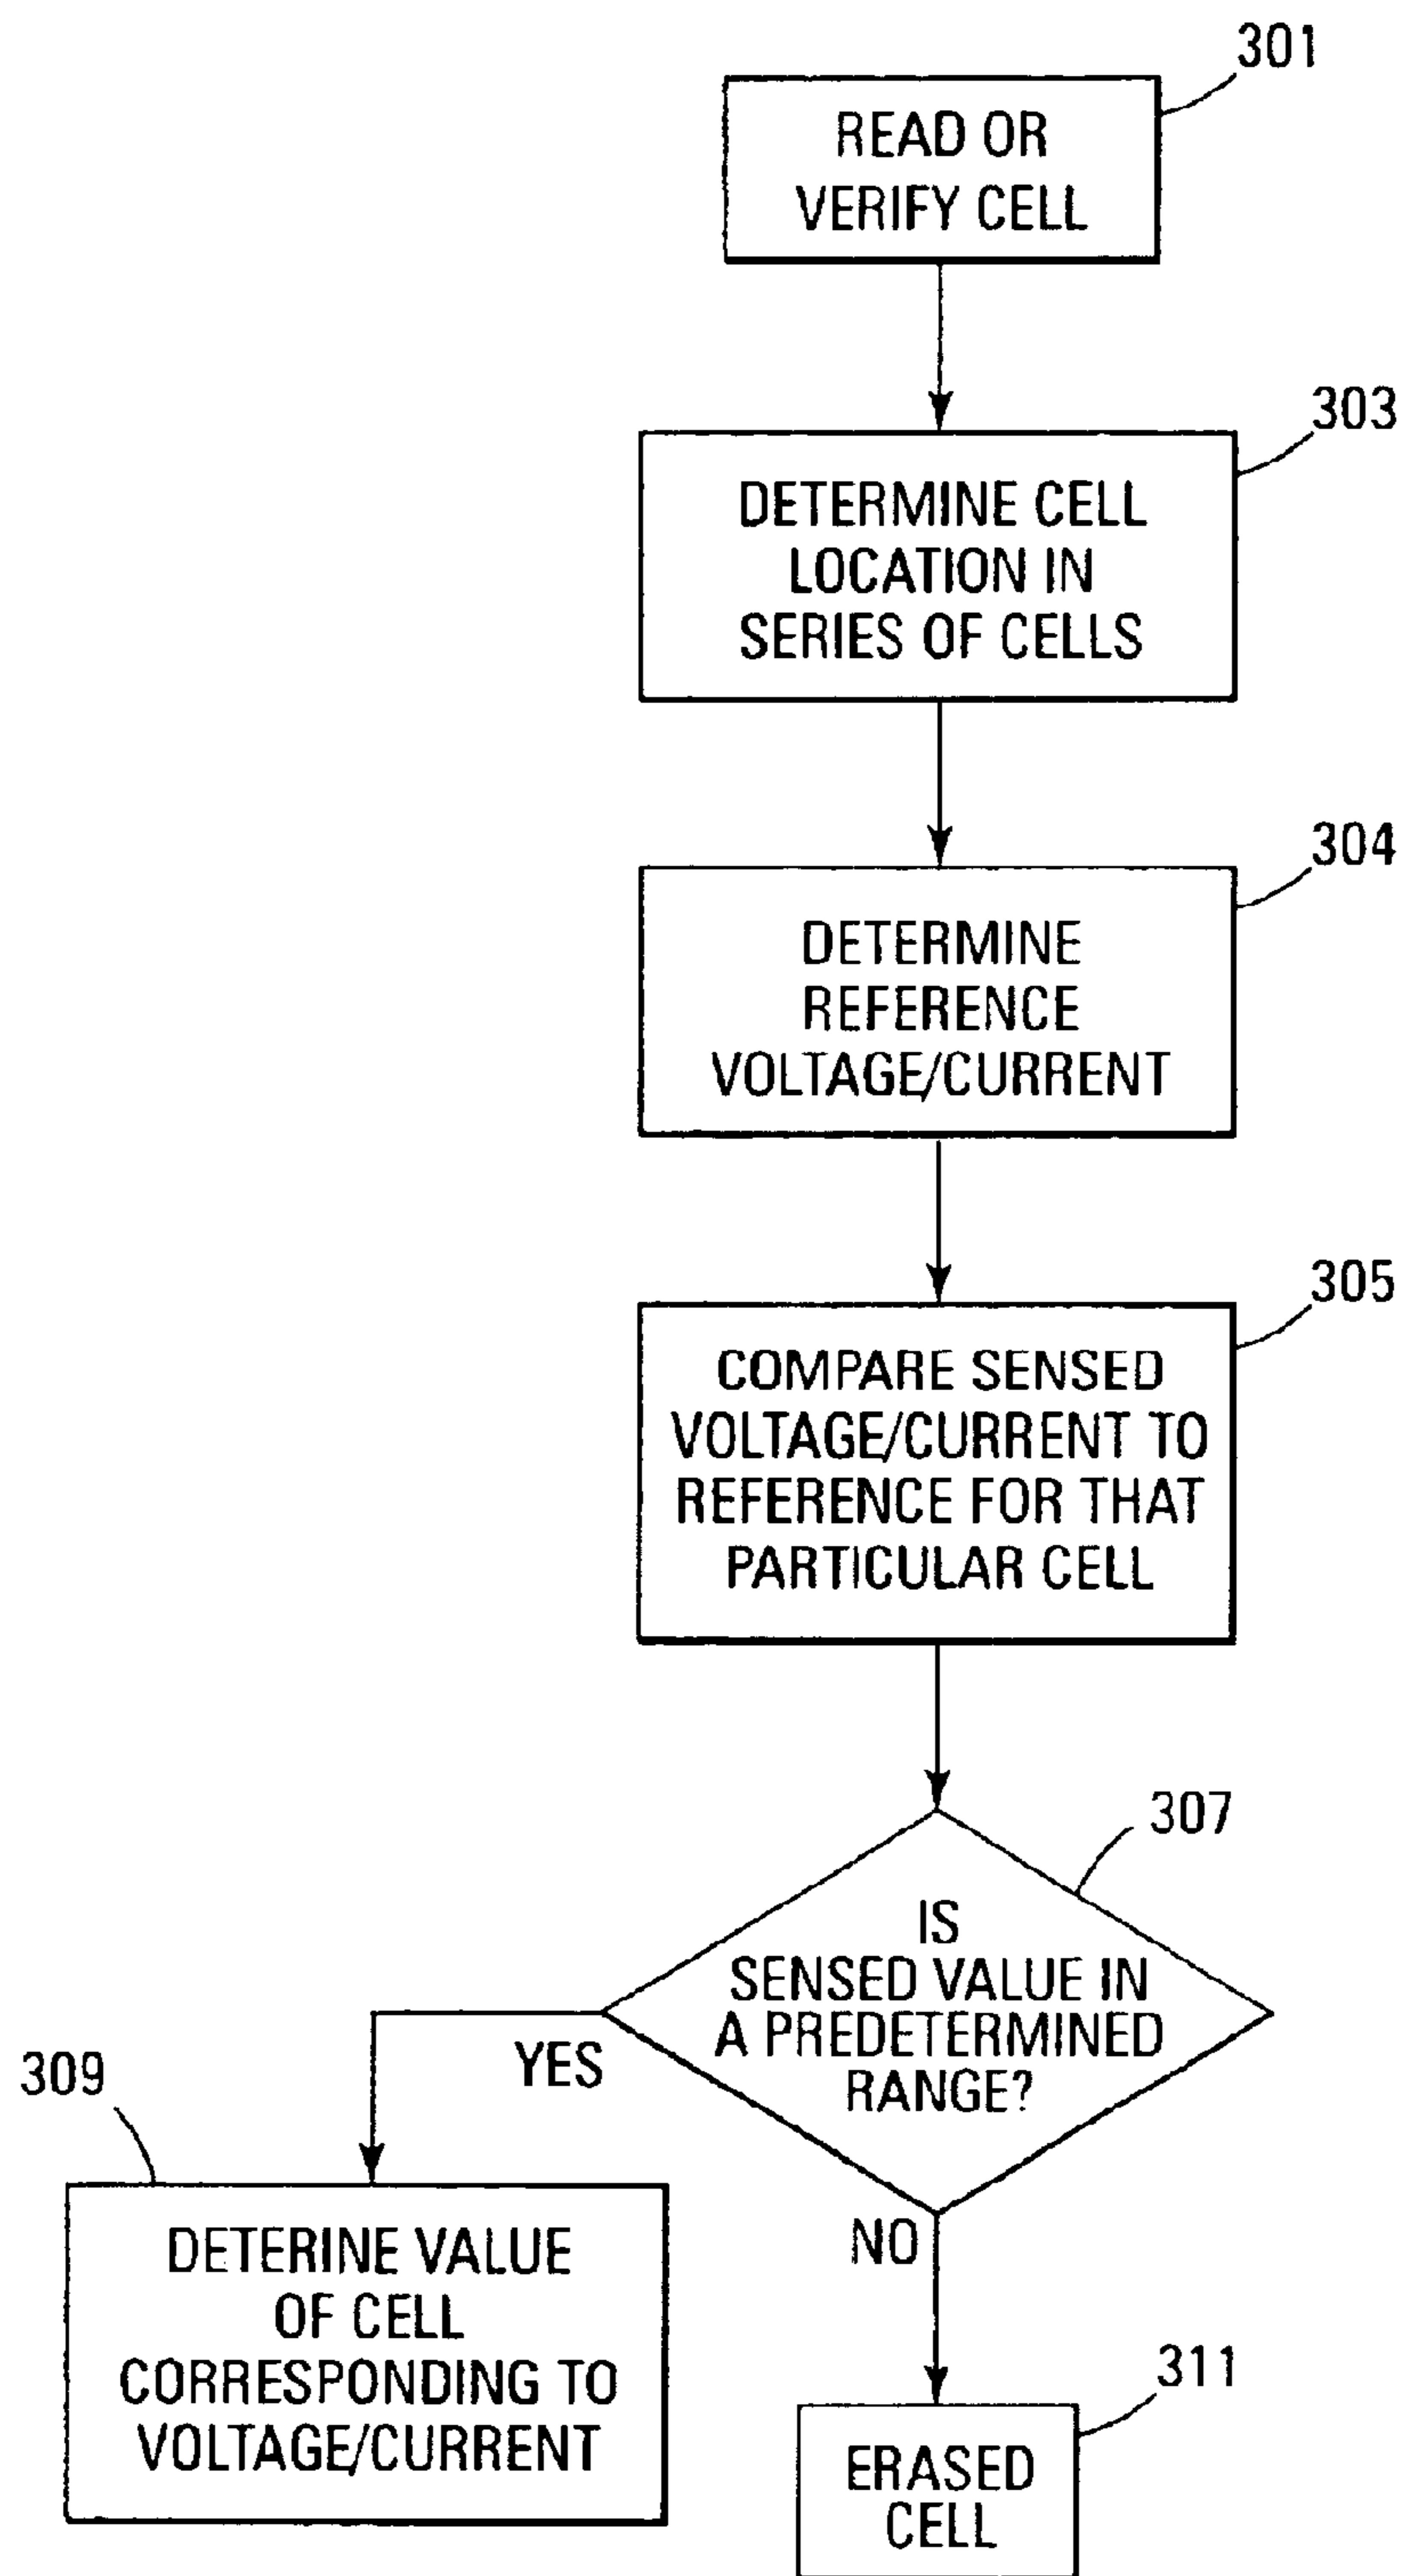 301
READ OR
VERIFY CELL
303
DETERMINE CELL
LOCATION IN
SERIES OF CELLS
304
DETERMINE
REFERENCE
VOLTAGE/CURRENT
305
COMPARE SENSED
VOLTAGE/CURRENT TO
REFERENCE FOR THAT
PARTICULAR CELL
307
IS
SENSED VALUE IN
A PREDETERMINED
RANGE?
YES
309
DETERINE VALUE
OF CELL
CORRESPONDING TO
VOLTAGE/CURRENT
NO
311
ERASED
CELL